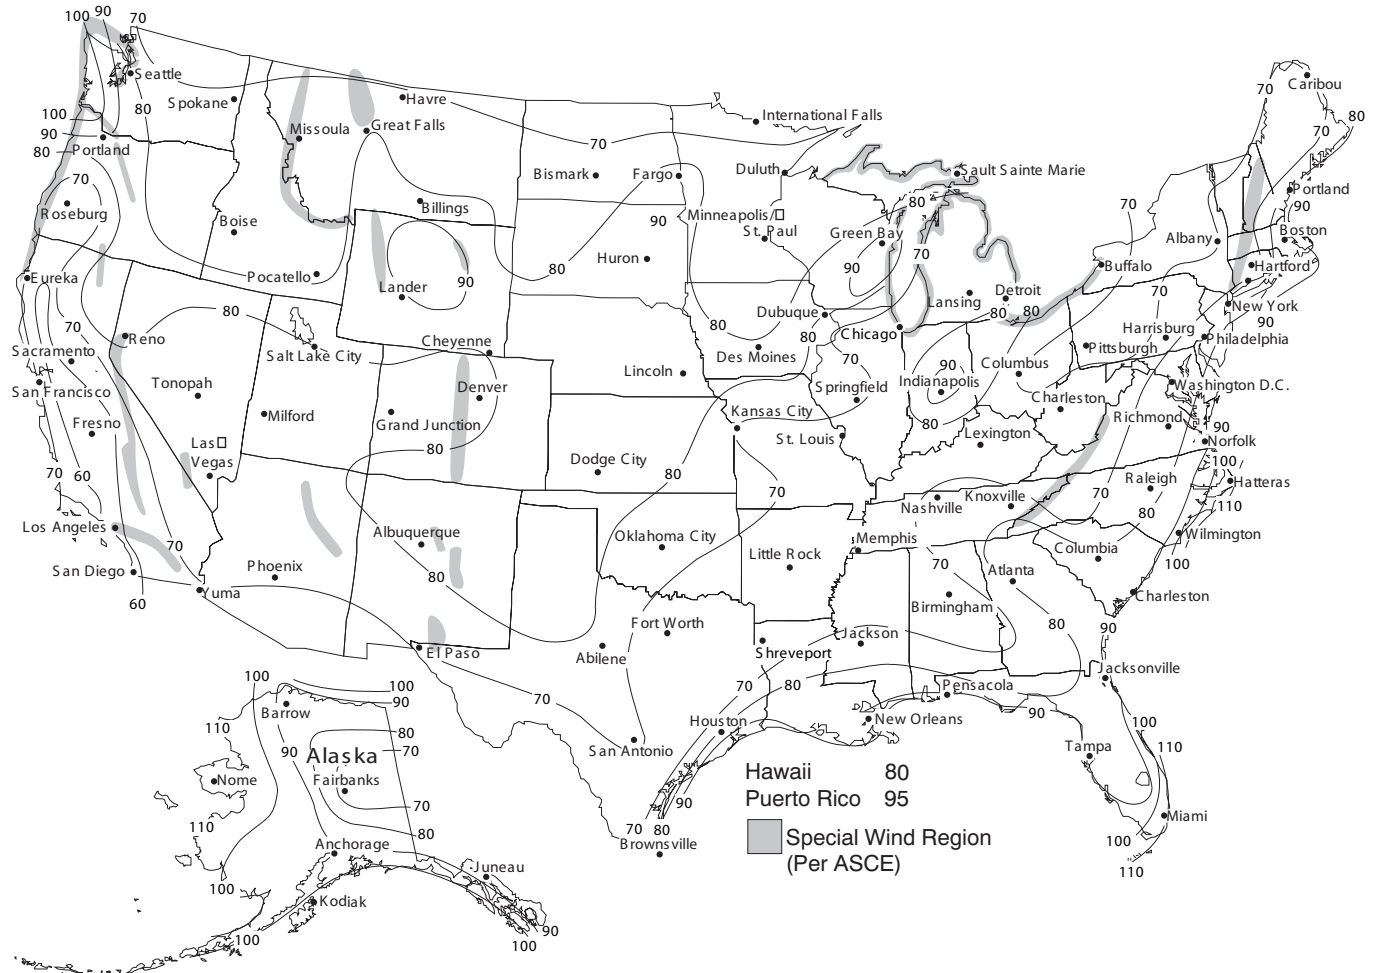 100 90 70
Seattle
Spokane
80
100
90
Portland
80
70
Roseburg
Boise
Missoula
Great Falls
Havre
Billings
Pocatello
Lander
90
Cheyenne
Bismark
Fargo
70
International Falls
Duluth
Sault Sainte Marie
Minneapolis
St. Paul
90
Huron
80
Green Bay
80
90
70
Lansing
Detroit
80 80
Buffalo
70
Albany
Caribou
70
70
80
Portland
90
Boston
Hartford
New York
90
Philadelphia
Harrisburg
70
Pittsburgh
Washington D.C.
Eureka
70
Reno
80
Salt Lake City
Sacramento
San Francisco
Tonopah
Milford
Fresno
Las
Vegas
70
60
Los Angeles
San Diego
60
70
Yuma
Phoenix
Grand Junction
Denver
80
Albuquerque
80
El Paso
Dubuque
80
Chicago
80
Des Moines
Lincoln
70
Springfield
Kansas City
St. Louis
90
Indianapolis
80
Columbus
Charleston
Lexington
Richmond
90
Norfolk
100
Hatteras
110
Dodge City
80
70
Oklahoma City
Little Rock
Memphis
Nashville
Knoxville
Raleigh
70
80
Wilmington
100
Columbia
Charleston
Atlanta
70
Birmingham
80
90
Jacksonville
Fort Worth
Abilene
Shreveport
Jackson
70
70
80
Pensacola
90
New Orleans
Houston
San Antonio
90
70 80
Brownsville
Tampa
100
110
Miami
100
110
100
100
90
Barrow
110
90
80
70
Alaska
Fairbanks
Nome
70
110
80
Anchorage
Juneau
100
Kodiak
100
90
100
Hawaii 80
Puerto Rico 95
Special Wind Region
(Per ASCE)